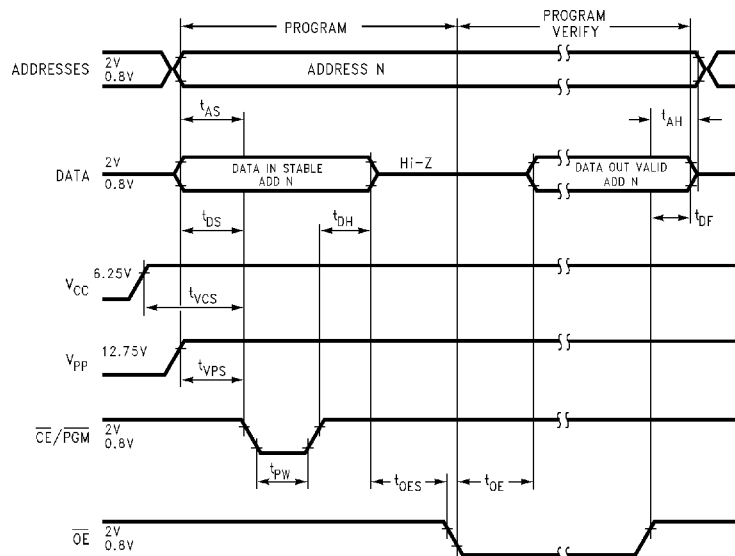 PROGRAM
PROGRAM
VERIFY
ADDRESSES
2V
0.8V
ADDRESS N
tAS
tAH
DATA
2V
0.8V
DATA IN STABLE
ADD N
Hi-Z
DATA OUT VALID
ADD N
tDS
tDH
tDF
VCC
6.25V
tVCS
VPP
12.75V
tVPS
CE/PGM
2V
0.8V
tPW
tOES
tOE
OE
2V
0.8V